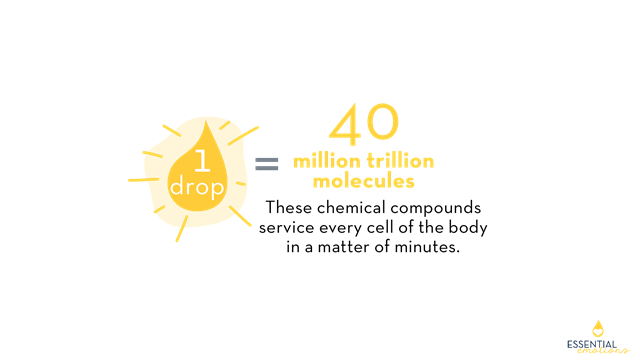 1
drop
=
40
million trillion
molecules
These chemical compounds
service every cell of the body
in a matter of minutes.
ESSENTIAL
emotions